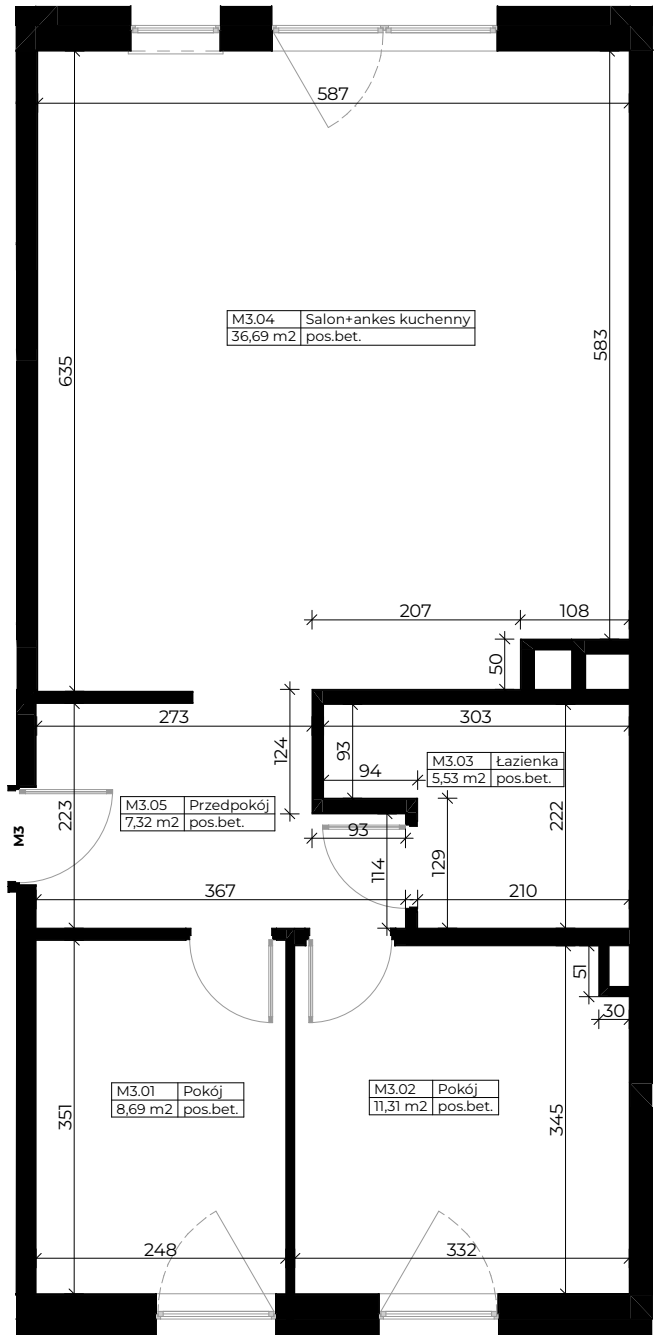 587
635
583
M3.04 Salon+ankes kuchenny
36,69 m2 pos.bet.
207 108
50
273 303
124
93
94
M3.03 Łazienka
5,53 m2 pos.bet.
M3.05 Przedpokój
7,32 m2 pos.bet.
223
222
M3
93
114
129
367 210
51
30
M3.01 Pokój
8,69 m2 pos.bet.
M3.02 Pokój
11,31 m2 pos.bet.
351
345
248 332